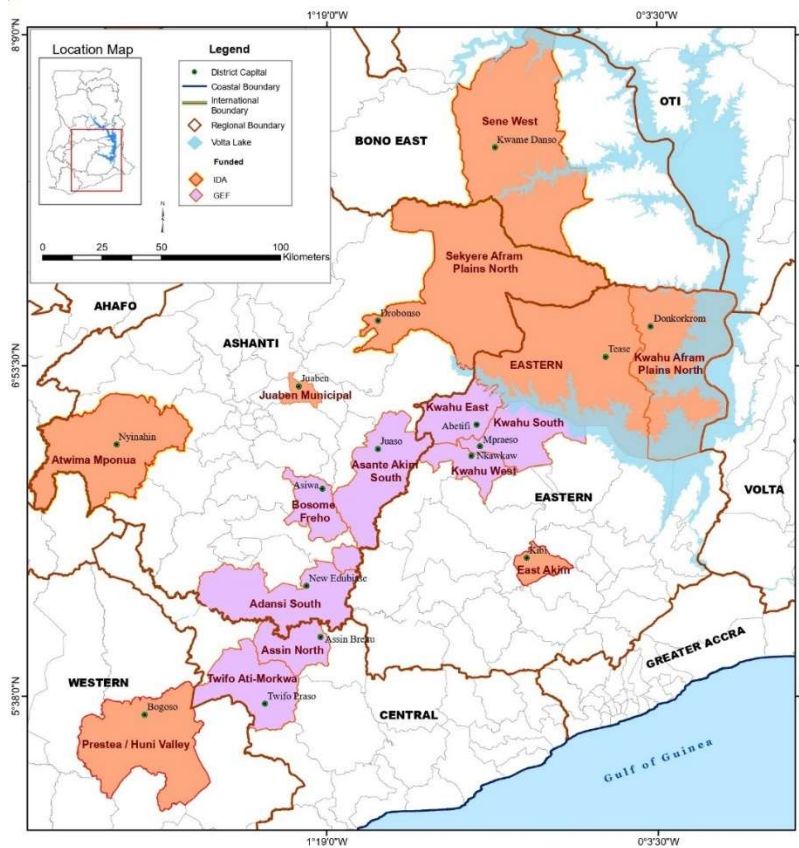 1°19'0"W
0°3'30"W
8°9'0"N
6°53'30"N
5°38'0"N
Location Map
Legend
District Capital
Coastal Boundary
International
Boundary
Regional Boundary
Volta Lake
Funded
IDA
GEF
N
0
25
50
100
Kilometers
OTI
BONO EAST
Sene West
Kwame Danso
Sekyere Afram
Plains North
Drobonso
AHAFO
ASHANTI
Donkorkrom
EASTERN
Tease
Kwahu Afram
Plains North
Juaben
Juaben Municipal
Kwahu East
Abetifi
Kwahu South
Mpraeso
Nkawkaw
Kwahu West
Nyinahin
Atwima Mponua
Juaso
Asante Akim
South
Asiwa
Bosome
Freho
EASTERN
VOLTA
Kibi
East Akim
New Edubiase
Adansi South
Assin Breku
Assin North
GREATER ACCRA
WESTERN
Twifo Ati-Morkwa
Twifo Praso
CENTRAL
Bogoso
Prestea / Huni Valley
Gulf of Guinea
1°19'0"W
0°3'30"W